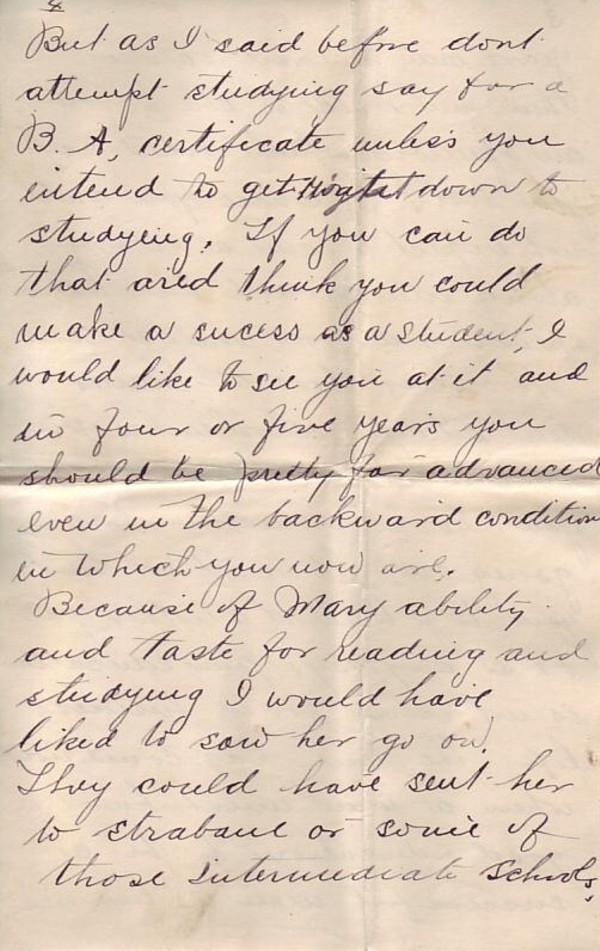 But as I said before dont
attempt studying say for a
B. A, certificate unless you
intend to get right down to
studyeing. If you can do
that and think you could
make a sucess as a student, I
would like to see you at it and
in four or five years you
should be pretty far advanced
even in the backward condition
in which you now are.
Because of Mary ability
and taste for reading and
studying I would have
liked to saw her go on.
They could have sent her
to strabane or some of
those intermediate schools,